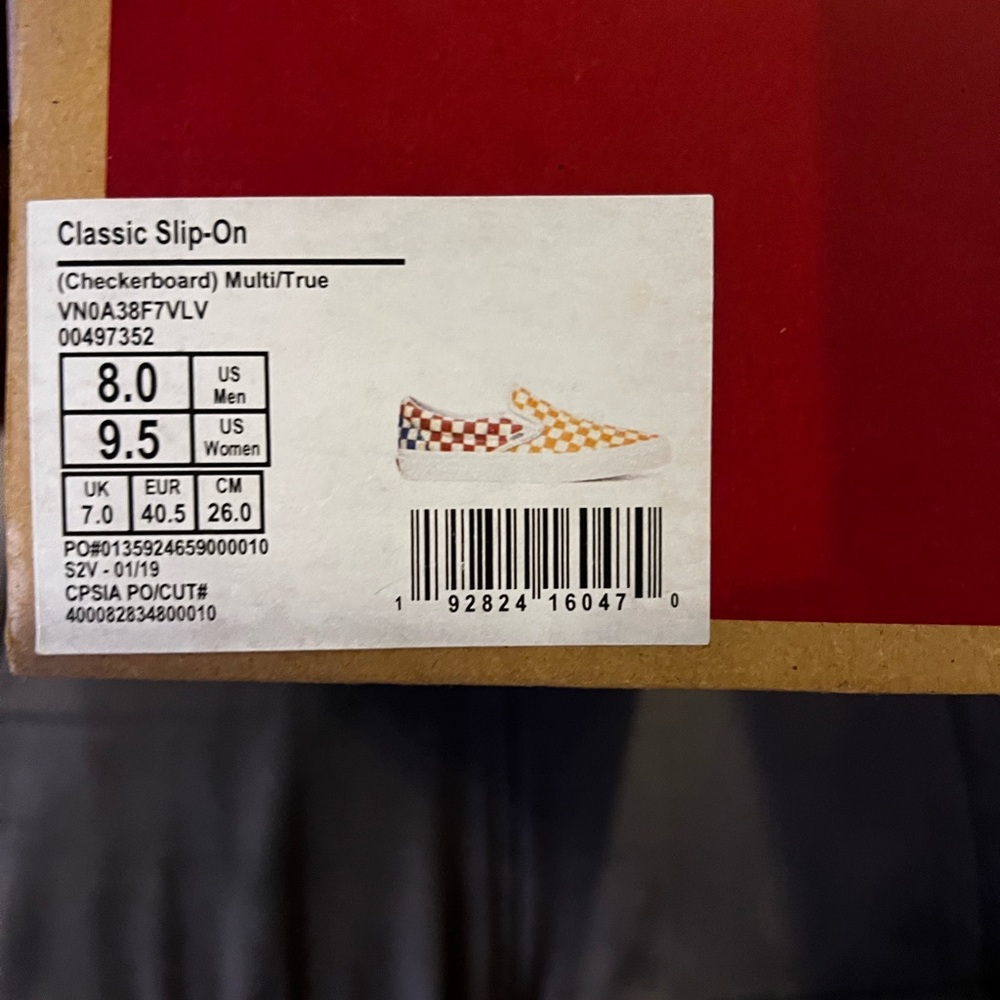 Classic Slip-On
(Checkerboard) Multi/True
VN0A38F7VLV
00497352
8.0 US Men
9.5 US Women
UK EUR CM
7.0 40.5 26.0
PO#0135924659000010
S2V - 01/19
CPSIA PO/CUT#
400082834800010
1 92824 16047 0